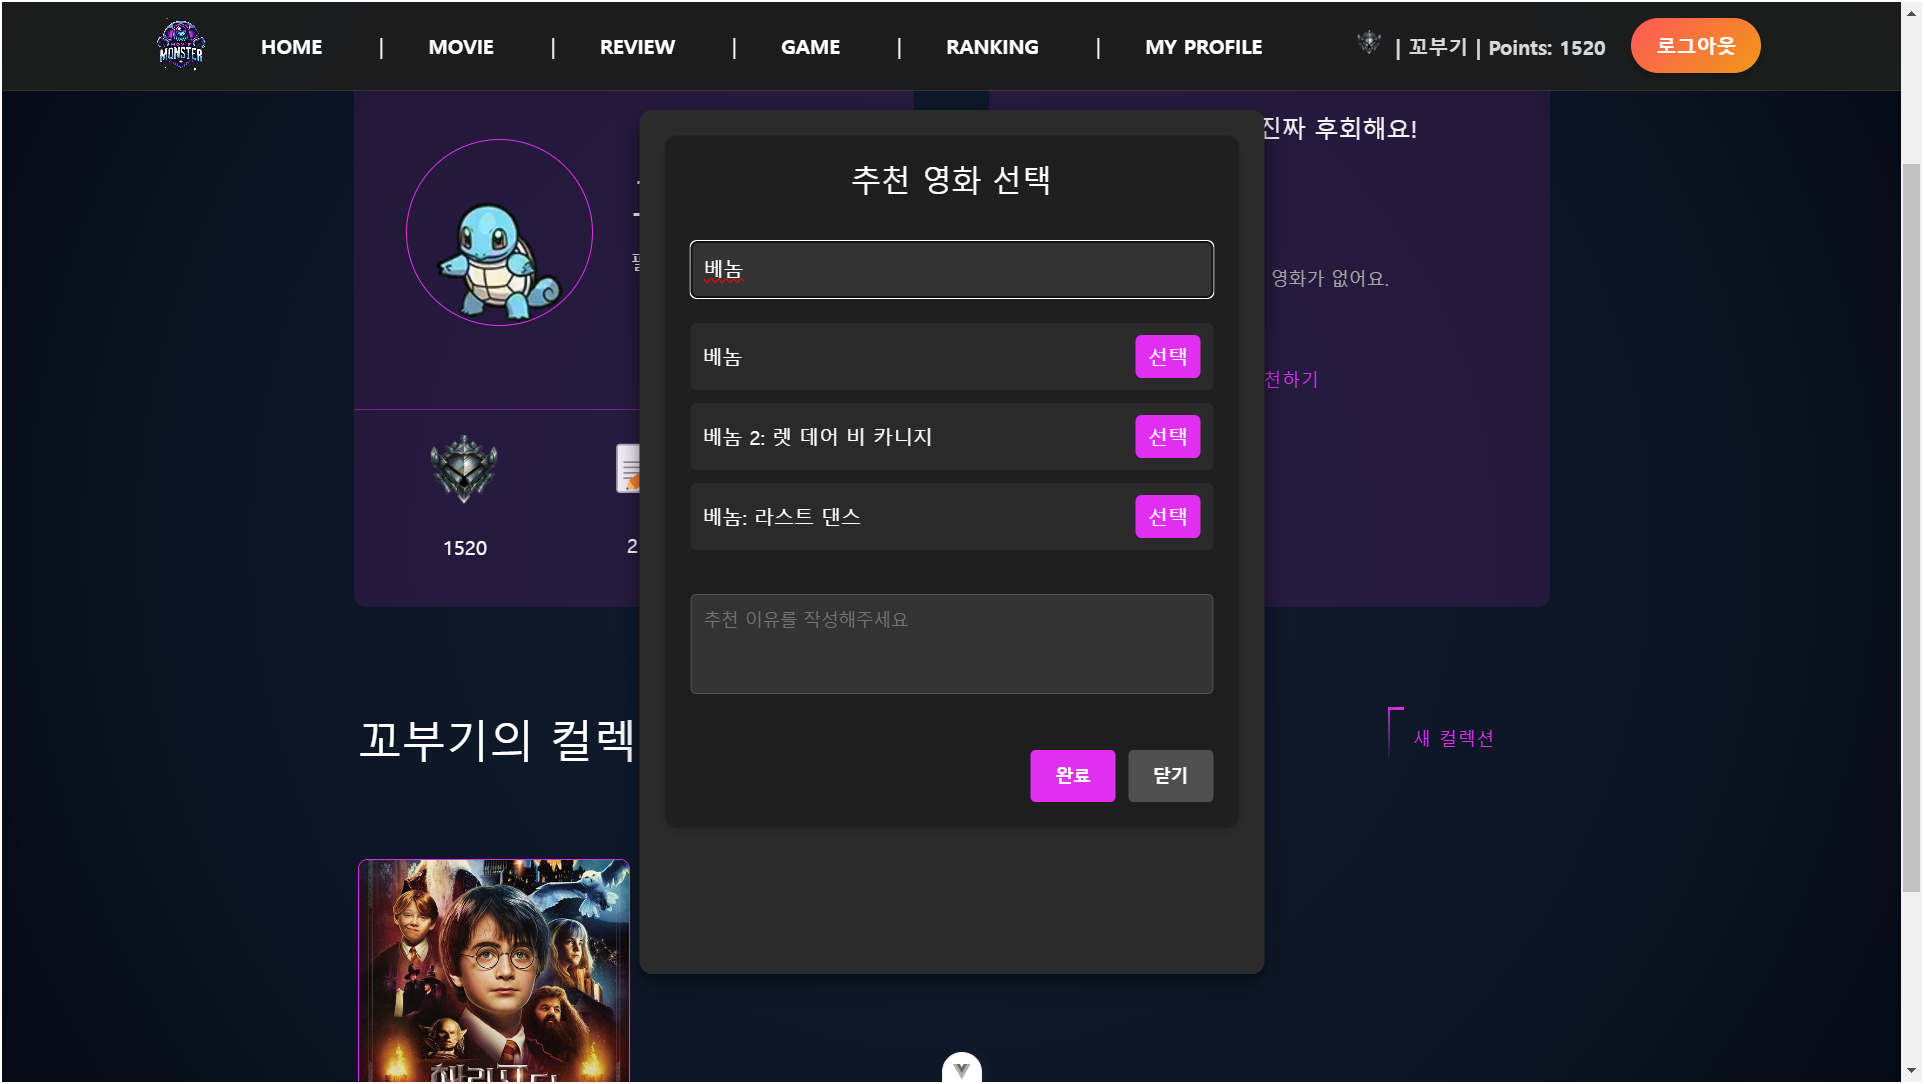 MONSTER
HOME | MOVIE | REVIEW | GAME | RANKING | MY PROFILE
| 꼬부기 | Points: 1520
로그아웃
진짜 후회해요!
추천 영화 선택
베놈
영화가 없어요.
베놈 선택
천하기
베놈 2: 렛 데어 비 카니지 선택
베놈: 라스트 댄스 선택
1520
2
추천 이유를 작성해주세요
꼬부기의 컬렉
새 컬렉션
완료 닫기